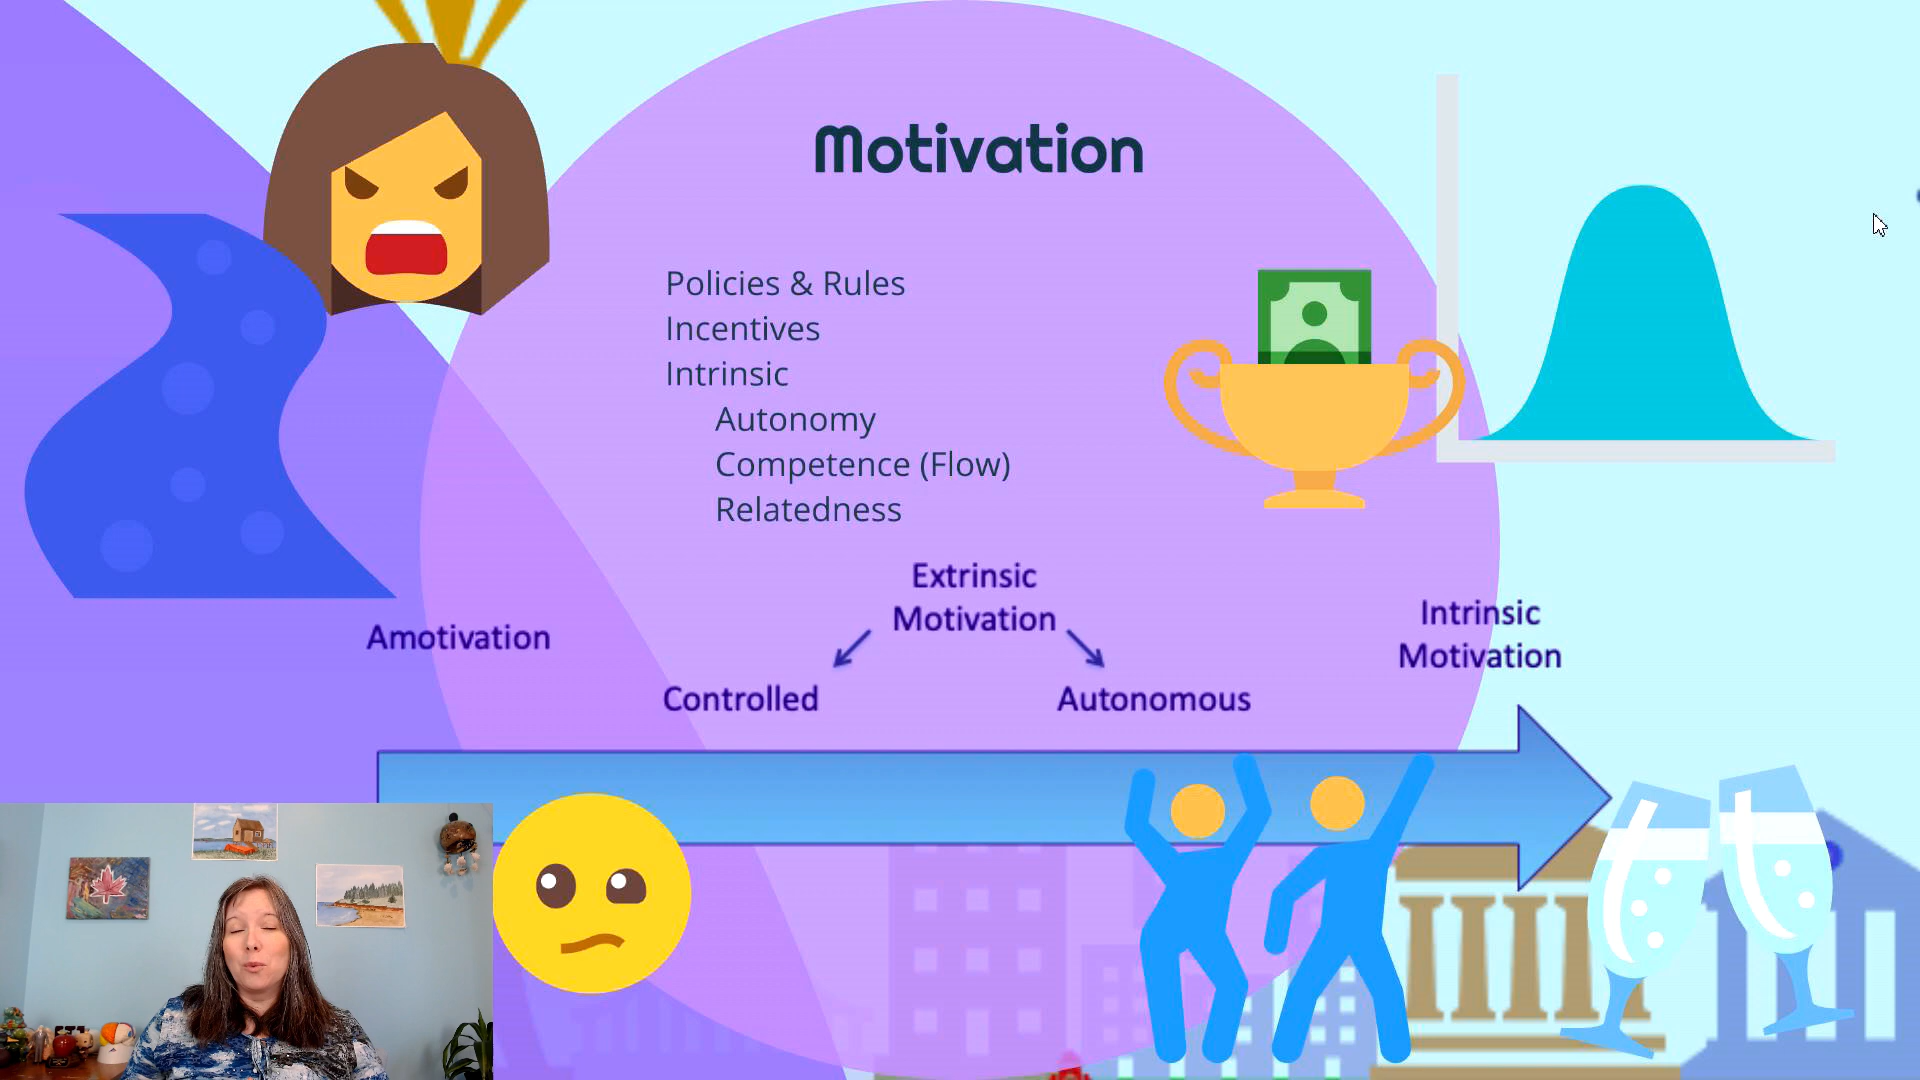 Motivation
Policies & Rules
Incentives
Intrinsic
Autonomy
Competence (Flow)
Relatedness
Extrinsic
Motivation
Amotivation
Intrinsic
Motivation
Controlled
Autonomous